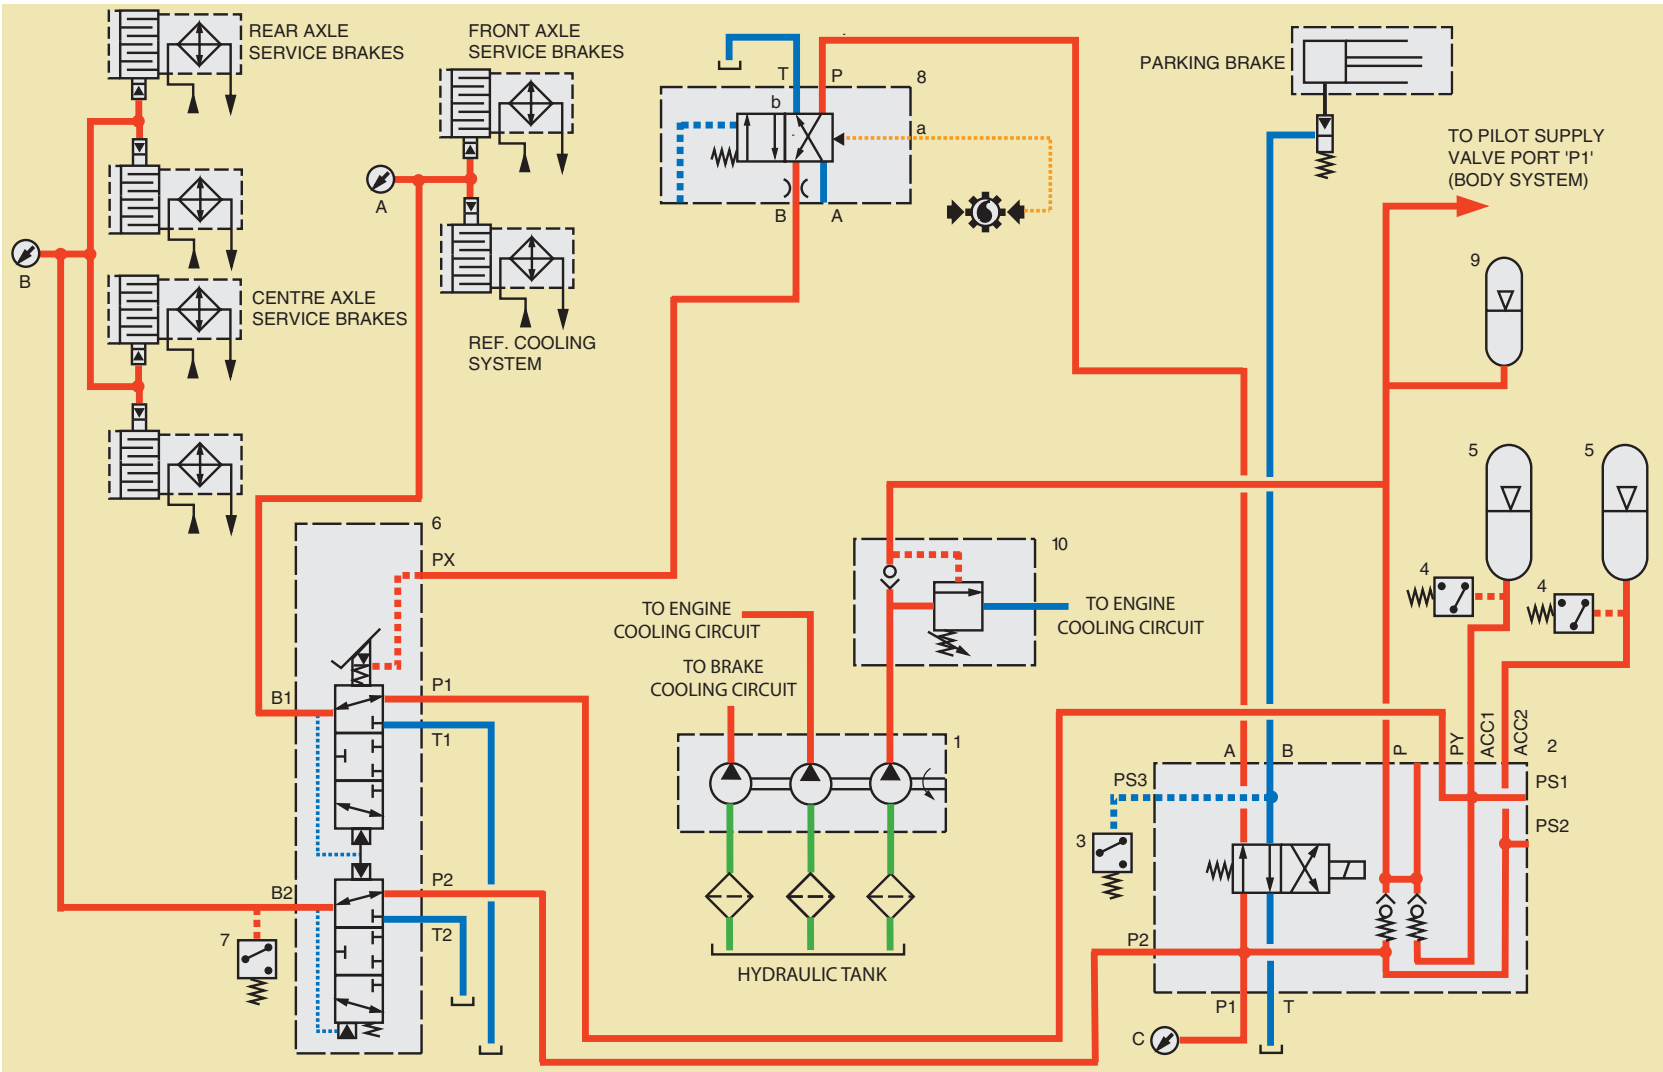 REAR AXLE
SERVICE BRAKES
FRONT AXLE
SERVICE BRAKES
T
P
8
b
a
B
A
PARKING BRAKE
TO PILOT SUPPLY
VALVE PORT 'P1'
(BODY SYSTEM)
A
B
CENTRE AXLE
SERVICE BRAKES
REF. COOLING
SYSTEM
9
5
5
6
PX
10
4
4
TO ENGINE
COOLING CIRCUIT
TO ENGINE
COOLING CIRCUIT
TO BRAKE
COOLING CIRCUIT
B1
P1
T1
1
A
B
P
PY
ACC1
ACC2
2
PS3
PS1
3
PS2
B2
P2
T2
7
P2
HYDRAULIC TANK
P1
T
C